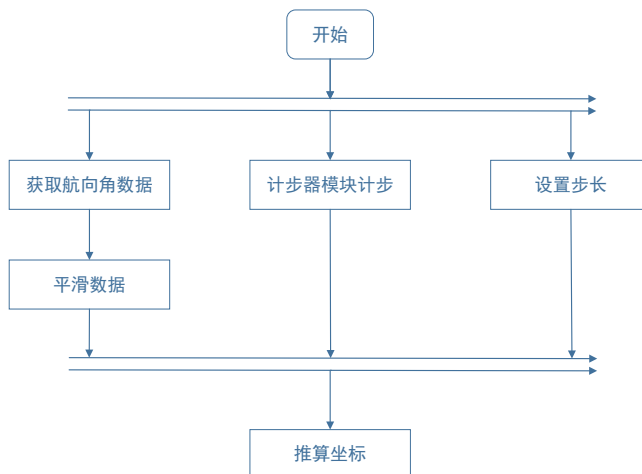 开始
获取航向角数据
计步器模块计步
设置步长
平滑数据
推算坐标